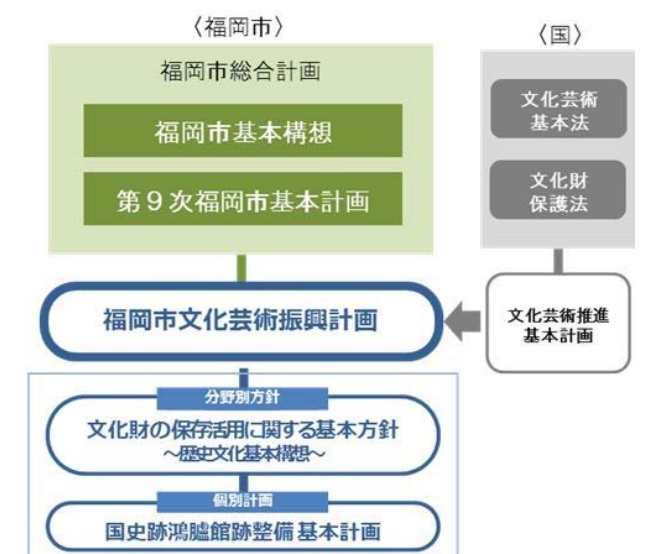 〈福岡市〉
福岡市総合計画
福岡市基本構想
第9次福岡市基本計画
〈国〉
文化芸術
基本法
文化財
保護法
福岡市文化芸術振興計画
文化芸術推進
基本計画
分野別方針
文化財の保存活用に関する基本方針
～歴史文化基本構想～
個別計画
国史跡鴻臚館跡整備基本計画